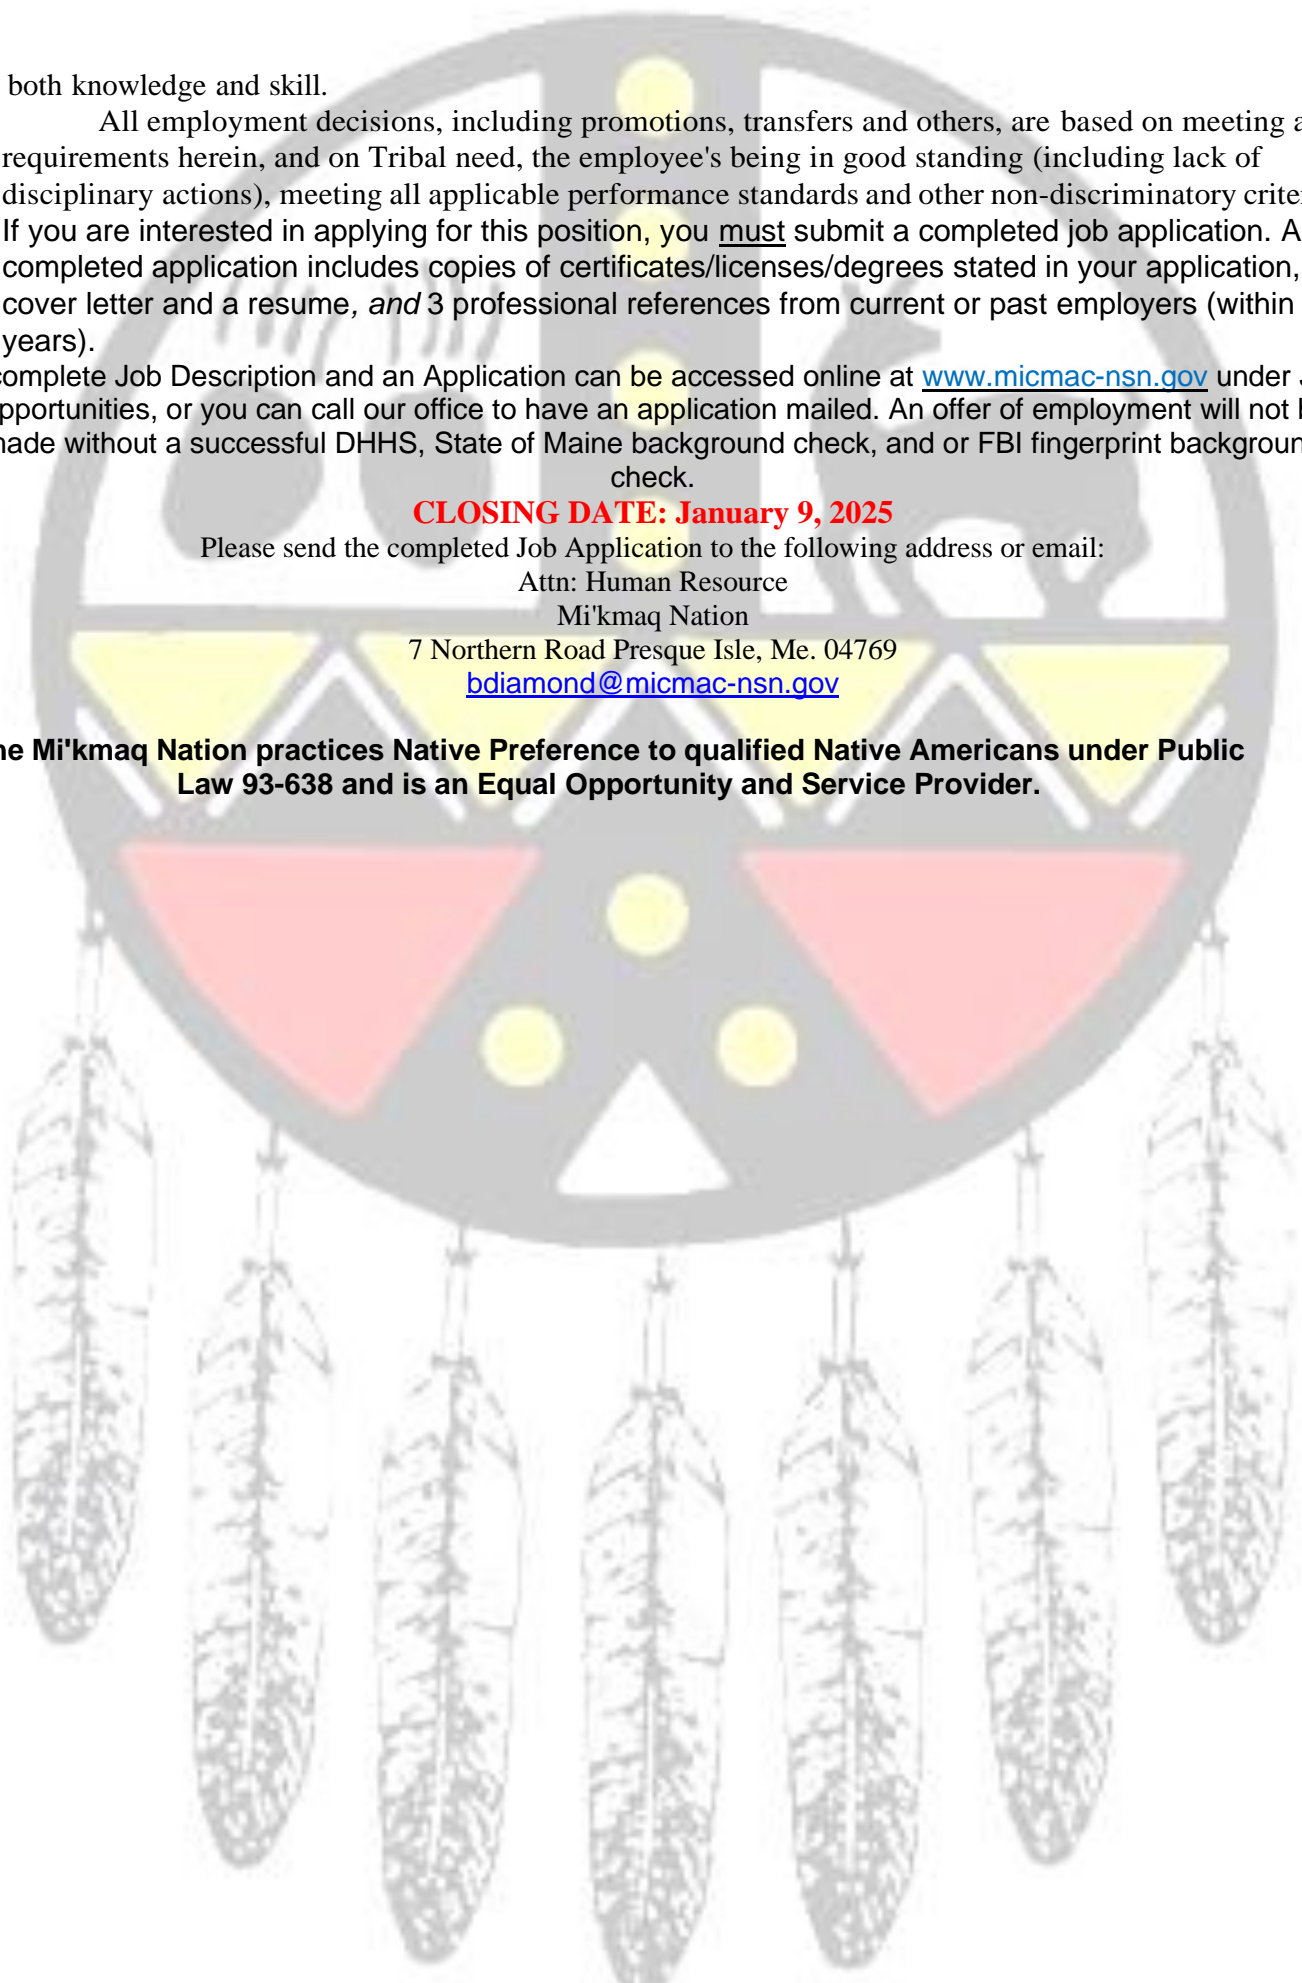 both knowledge and skill.
All employment decisions, including promotions, transfers and others, are based on meeting
requirements herein, and on Tribal need, the employee's being in good standing (including lack of
disciplinary actions), meeting all applicable performance standards and other non-discriminatory
If you are interested in applying for this position, you must submit a completed job application. A
completed application includes copies of certificates/licenses/degrees stated in your application,
cover letter and a resume, and 3 professional references from current or past employers (within
years).
complete Job Description and an Application can be accessed online at www.micmac-nsn.gov under
or you can call our office to have an application mailed. An offer of employment will not
without a successful DHHS, State of Maine background check, and or FBI fingerprint
check.
CLOSING DATE: January 9, 2025
Please send the completed Job Application to the following address or email:
Attn: Human Resource
Mi'kmaq Nation
7 Northern Road Presque Isle, Me. 04769
bdiamond@micmac-nsn.gov
Mi'kmaq Nation practices Native Preference to qualified Native Americans under Public
Law 93-638 and is an Equal Opportunity and Service Provider.